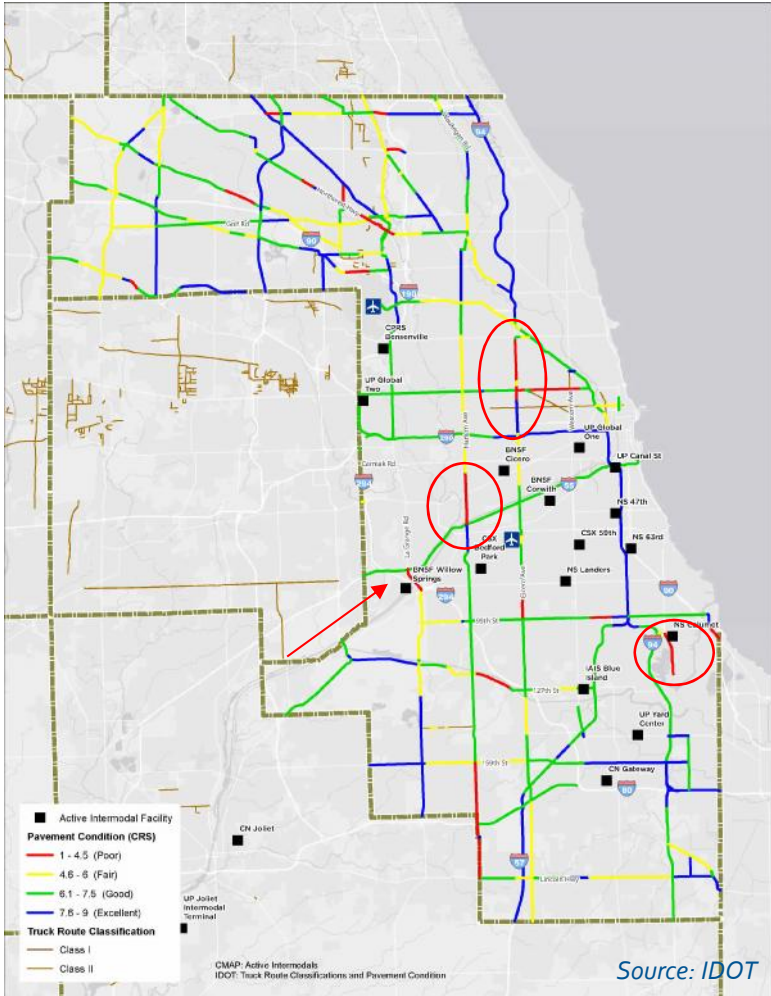 Waukegan Rd
94
Northwest Hwy
Golf Rd
90
190
CPRS
Bensenville
UP Global
Two
Harlem Ave
Western Ave
UP Global
One
290
BNSF
Cicero
UP Canal St
Cermak Rd
294
BNSF
Corwith
55
NS 47th
La Grange Rd
CSX
Bedford
Park
CSX 59th
NS 63rd
BNSF Willow
Springs
NS Landers
294
Cicero Ave
90
95th St
NS Calumet
94
IAIS Blue
Island
127th St
UP Yard
Center
159th St
CN Gateway
80
CN Joliet
57
Lincoln Hwy
UP Joliet
Intermodal
Terminal
Active Intermodal Facility
Pavement Condition (CRS)
1 - 4.5 (Poor)
4.6 - 6 (Fair)
6.1 - 7.5 (Good)
7.6 - 9 (Excellent)
Truck Route Classification
Class I
Class II
CMAP: Active Intermodals
IDOT: Truck Route Classifications and Pavement Condition
Source: IDOT